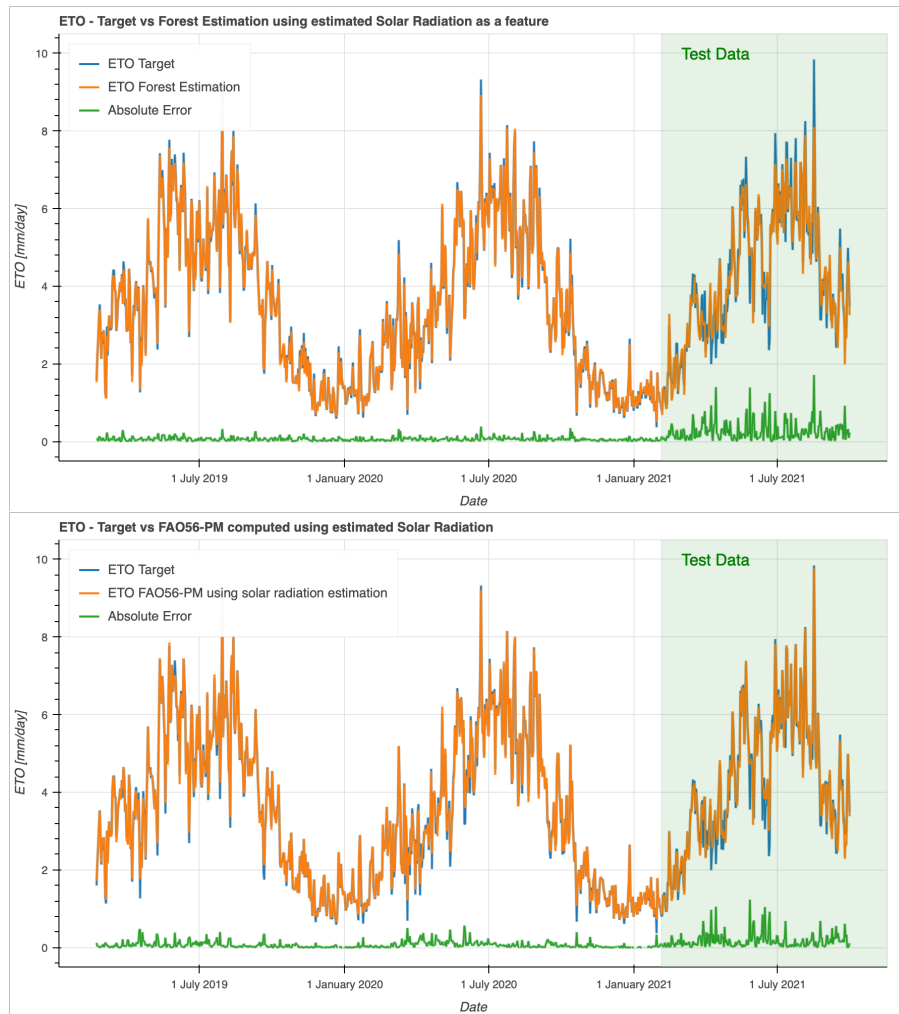 ETO - Target vs Forest Estimation using estimated Solar Radiation as a feature
ETO Target
ETO Forest Estimation
Absolute Error
Test Data
10
8
6
4
2
0
ETO [mm/day]
1 July 2019
1 January 2020
1 July 2020
1 January 2021
1 July 2021
Date
ETO - Target vs FAO56-PM computed using estimated Solar Radiation
ETO Target
ETO FAO56-PM using solar radiation estimation
Absolute Error
Test Data
10
8
6
4
2
0
ETO [mm/day]
1 July 2019
1 January 2020
1 July 2020
1 January 2021
1 July 2021
Date